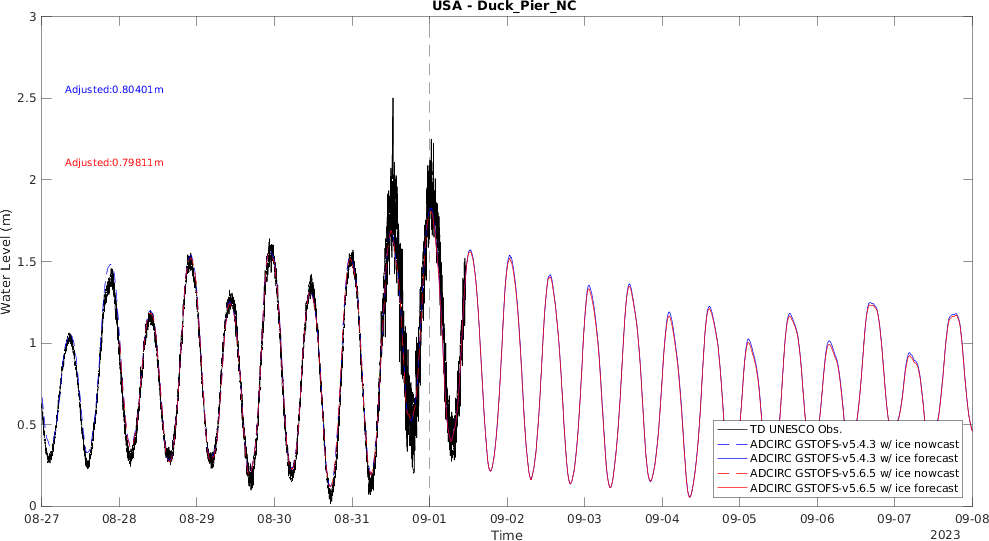 USA - Duck_Pier_NC
3
2.5
2
1.5
1
0.5
0
Water Level (m)
Adjusted:0.80401m
Adjusted:0.79811m
TD UNESCO Obs.
ADCIRC GSTOFS-v5.4.3 w/ ice nowcast
ADCIRC GSTOFS-v5.4.3 w/ ice forecast
ADCIRC GSTOFS-v5.6.5 w/ ice nowcast
ADCIRC GSTOFS-v5.6.5 w/ ice forecast
08-27 08-28 08-29 08-30 08-31 09-01 09-02 09-03 09-04 09-05 09-06 09-07 09-08
Time
2023